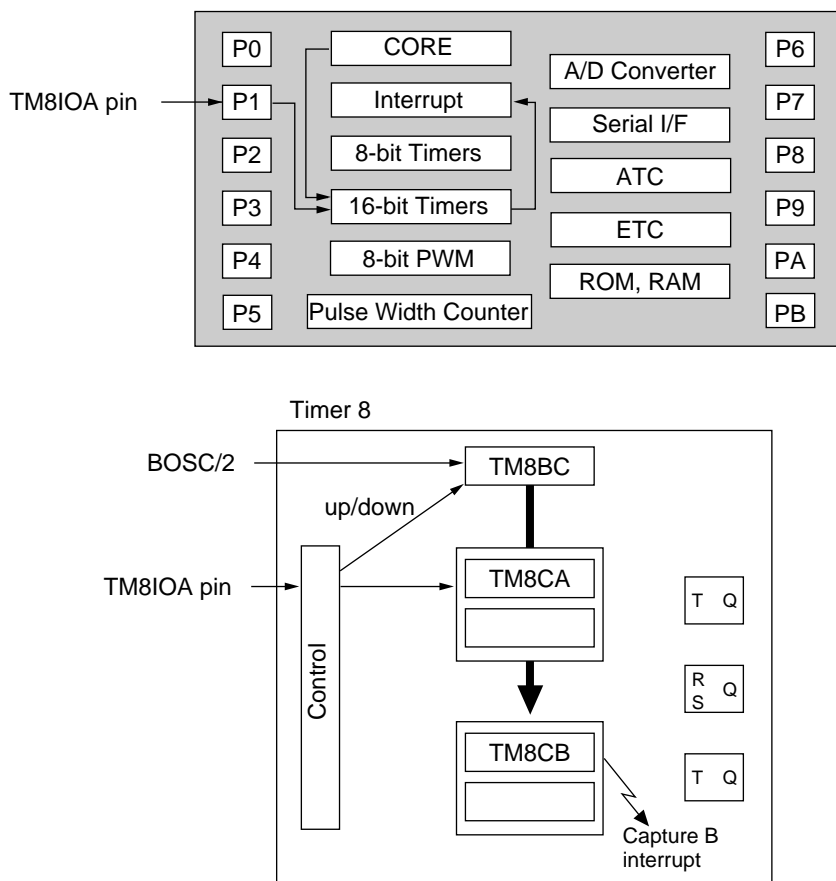 P0
CORE
P6
A/D Converter
TM8IOA pin
P1
Interrupt
P7
Serial I/F
P2
8-bit Timers
P8
ATC
P3
16-bit Timers
P9
ETC
P4
8-bit PWM
PA
ROM, RAM
P5
Pulse Width Counter
PB
Timer 8
BOSC/2
TM8BC
up/down
TM8IOA pin
TM8CA
T Q
Control
R
S Q
TM8CB
T Q
Capture B
interrupt